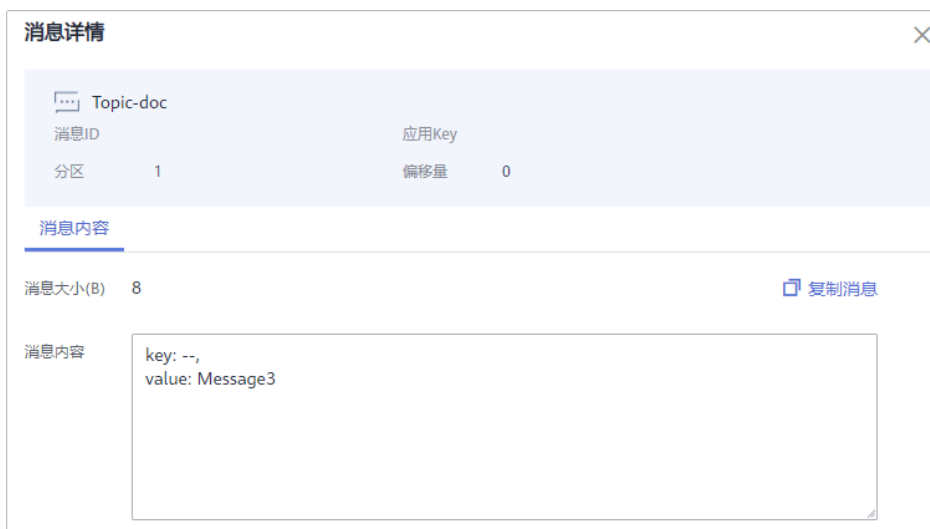 消息详情
Topic-doc
消息ID 应用Key
分区 1 偏移量 0
消息内容
消息大小(B) 8 复制消息
消息内容
key: --,
value: Message3